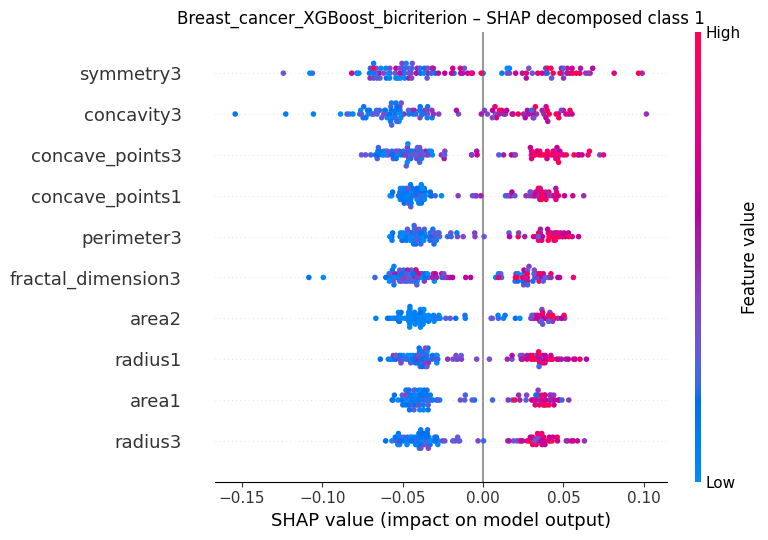 Breast_cancer_XGBoost_bicriterion – SHAP decomposed class 1
High
symmetry3
concavity3
concave_points3
concave_points1
perimeter3
fractal_dimension3
area2
radius1
area1
radius3
Feature value
Low
−0.15 −0.10 −0.05 0.00 0.05 0.10
SHAP value (impact on model output)